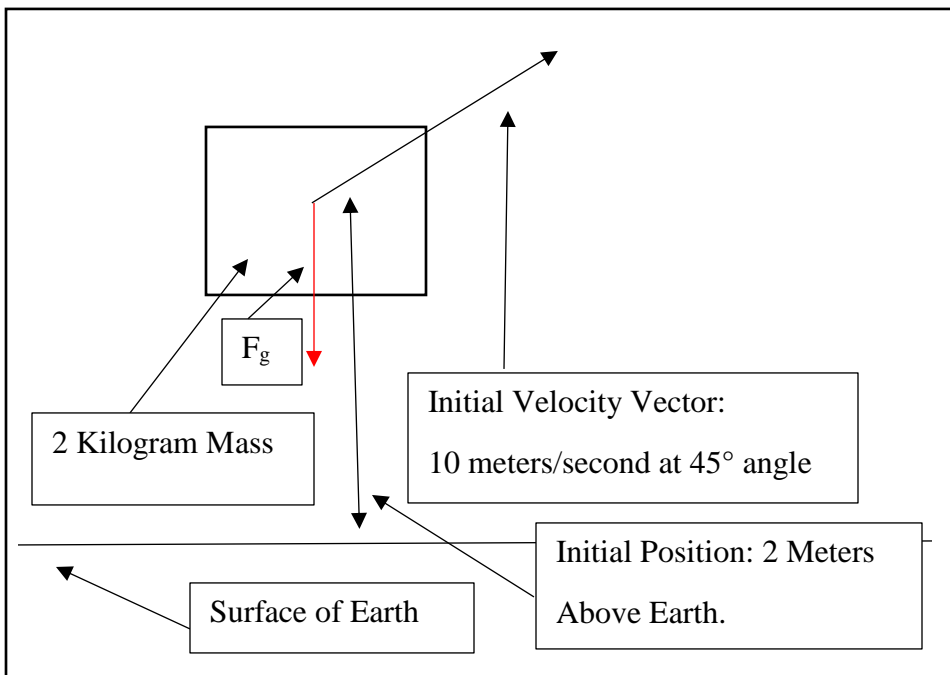 F_g
2 Kilogram Mass
Initial Velocity Vector:
10 meters/second at 45° angle
Initial Position: 2 Meters
Above Earth.
Surface of Earth